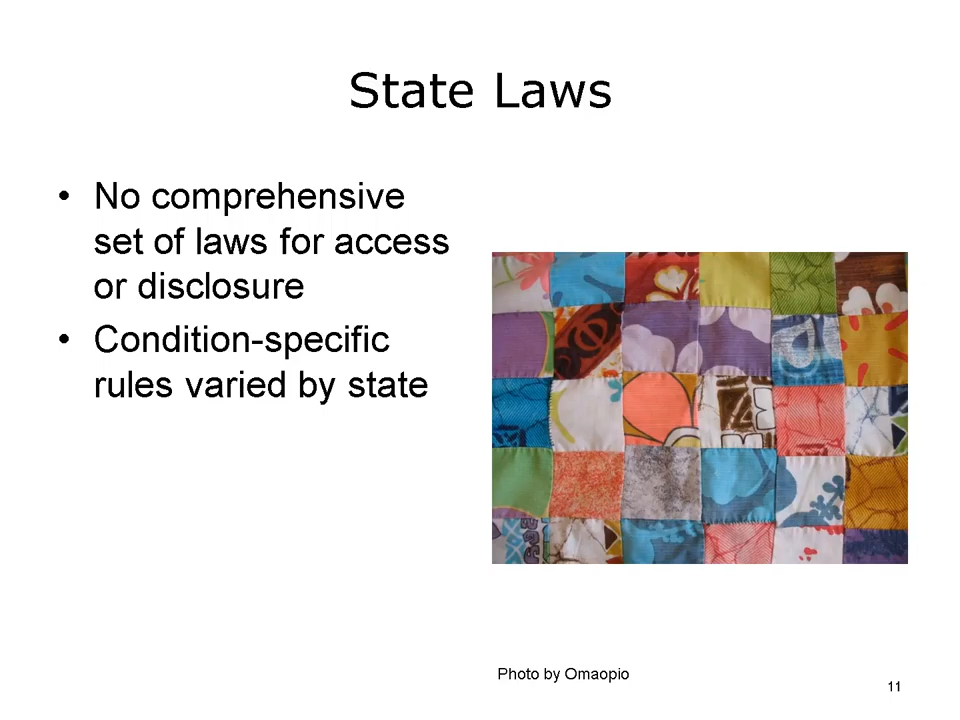 State Laws
• No comprehensive
set of laws for access
or disclosure
• Condition-specific
rules varied by state
Photo by Omaopio
11